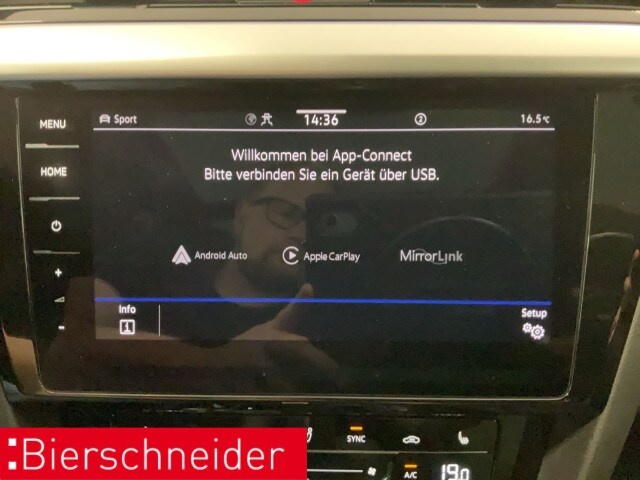 MENU
HOME
+
-
Sport
14:36
2
16.5°C
Willkommen bei App-Connect
Bitte verbinden Sie ein Gerät über USB.
Android Auto
Apple CarPlay
MirrorLink
Info
Setup
SYNC
A/C
19.0
Bierschneider